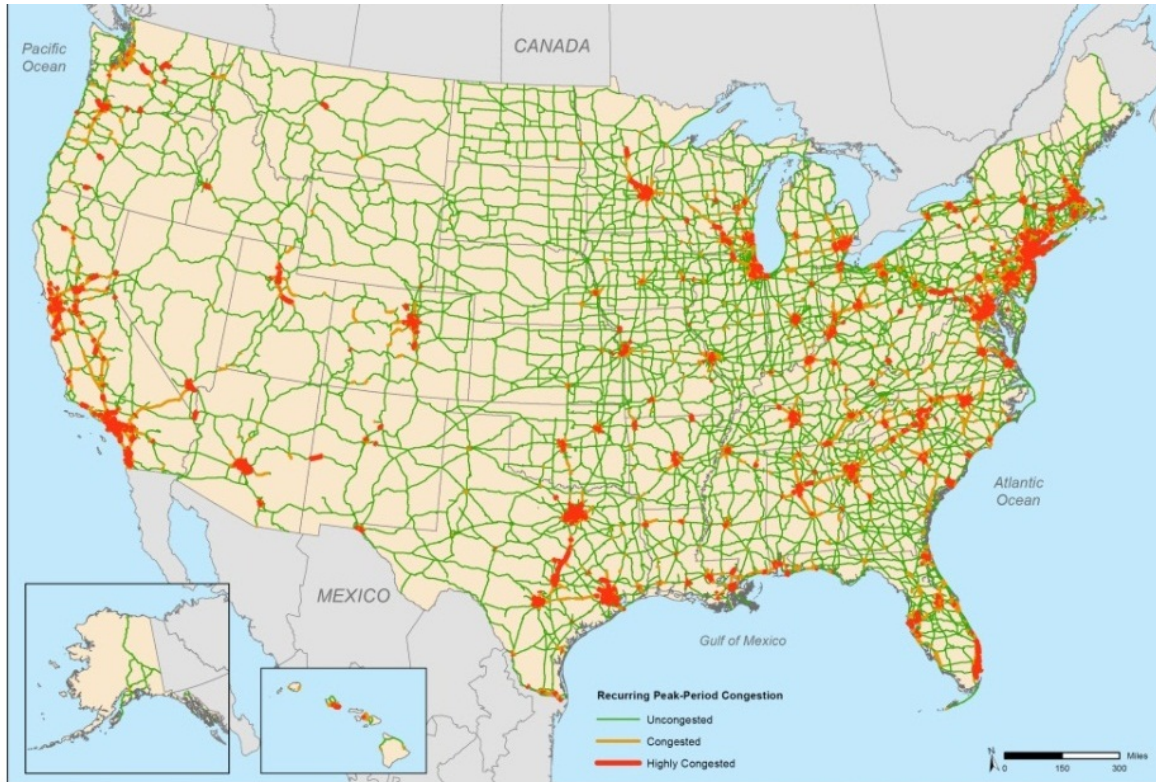 CANADA
Pacific
Ocean
Atlantic
Ocean
MEXICO
Gulf of Mexico
Recurring Peak-Period Congestion
Uncongested
Congested
Highly Congested
N
Miles
0 150 300